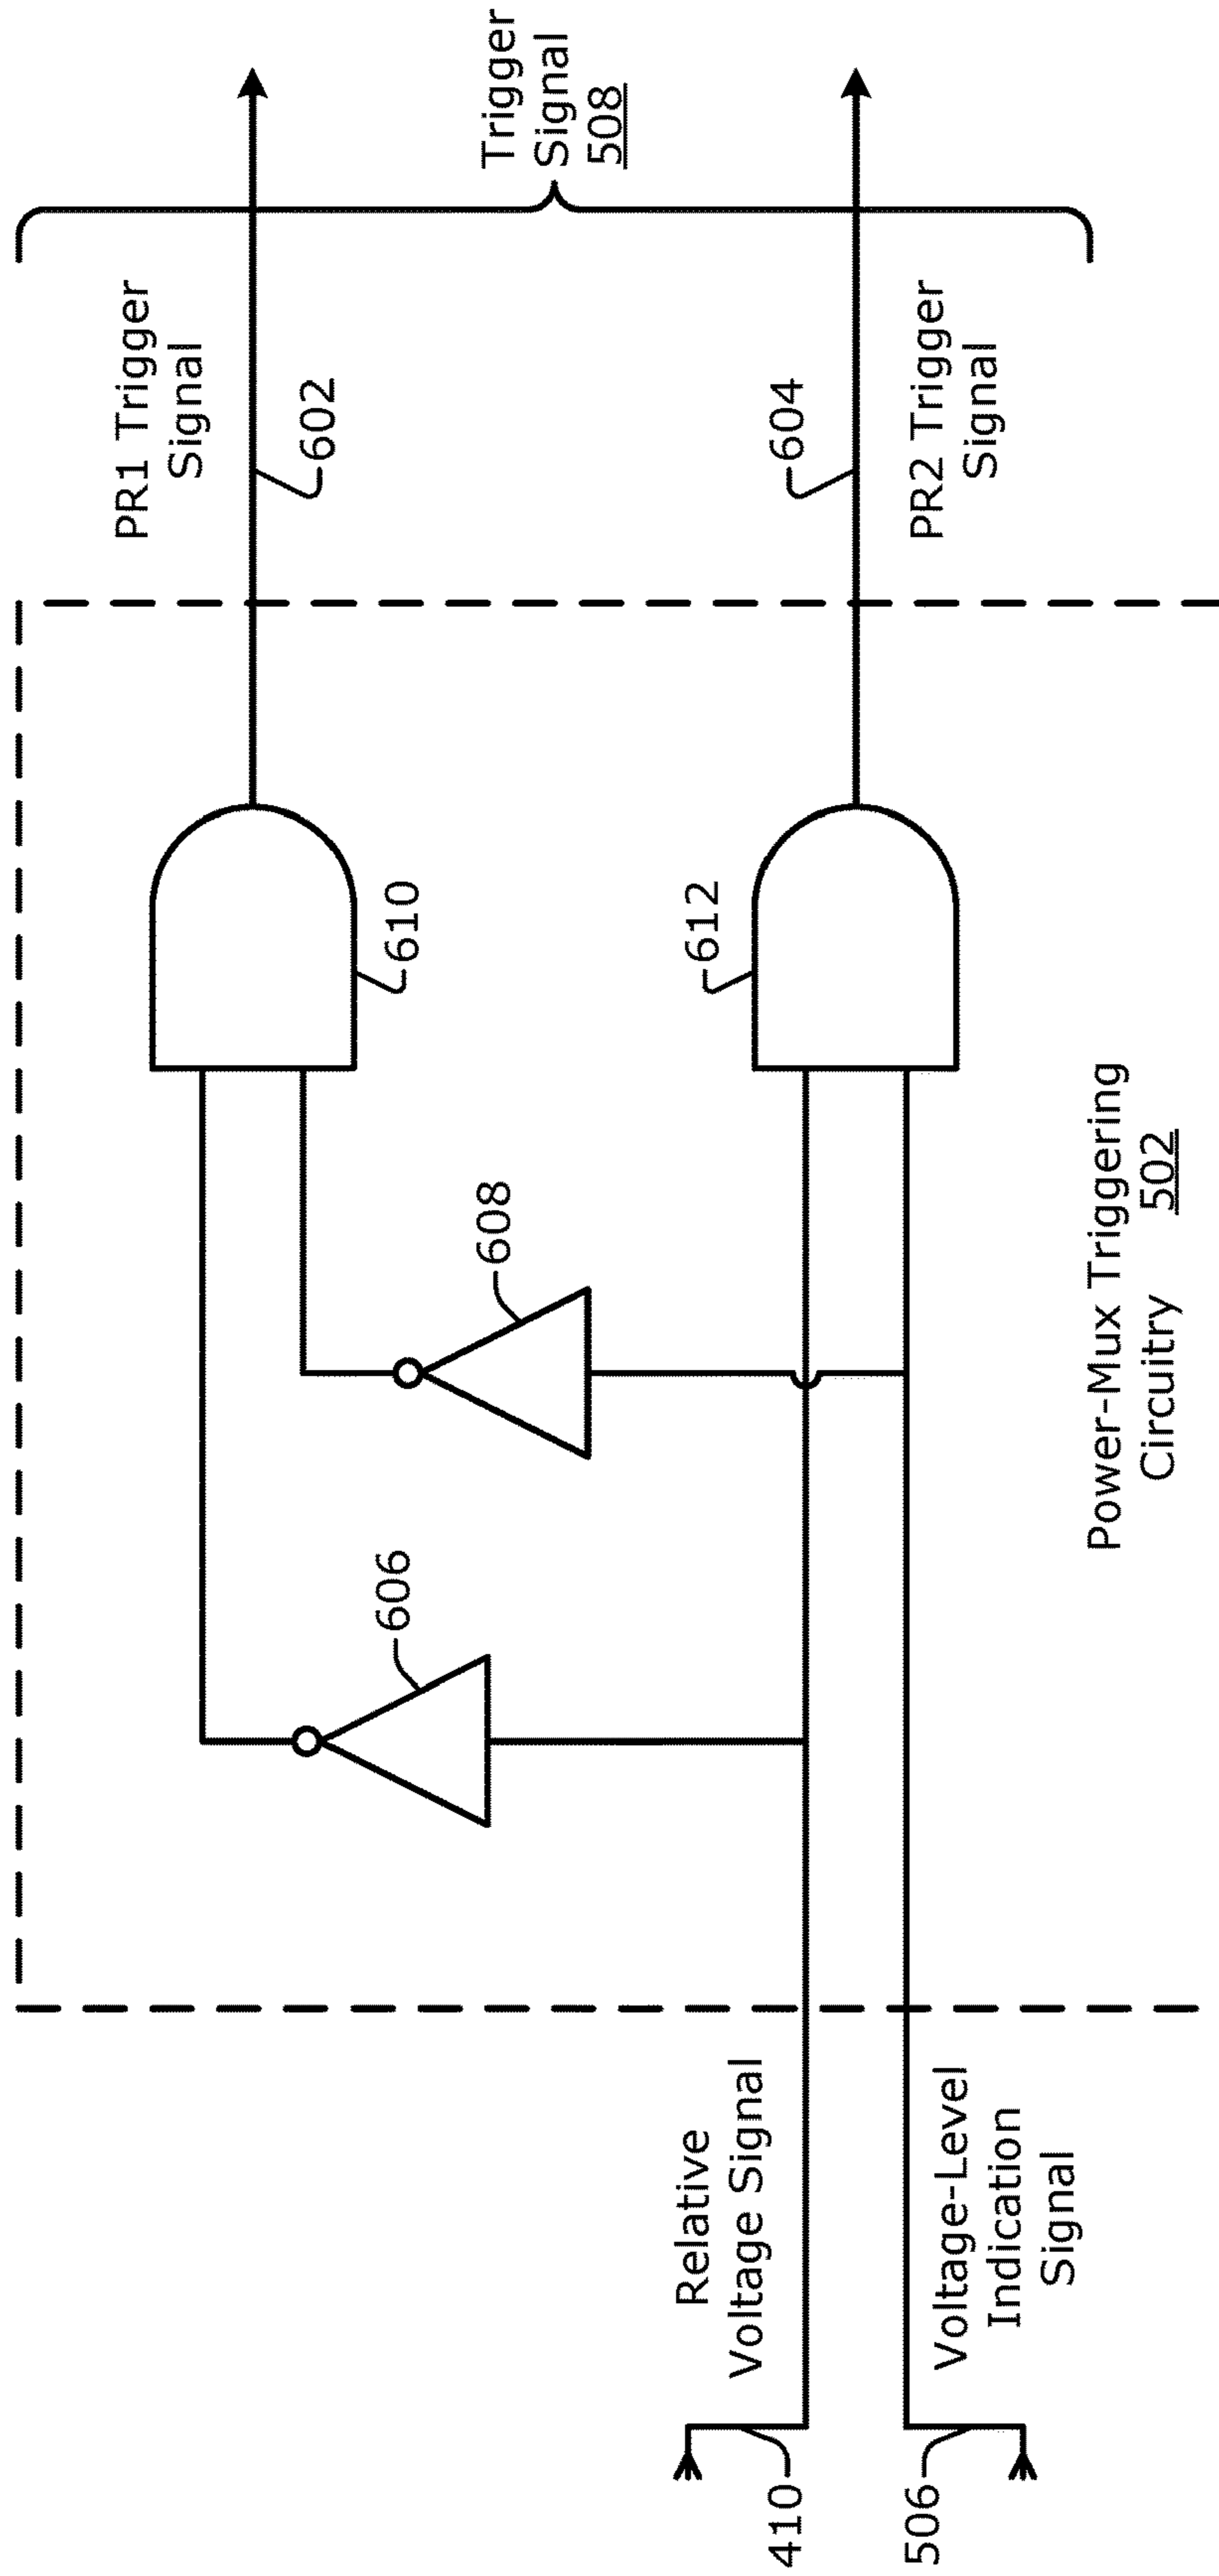 PR1 Trigger
Signal
602
Trigger
Signal
508
604
PR2 Trigger
Signal
610
612
606
608
Relative
Voltage Signal
410
Voltage-Level
Indication
Signal
506
Power-Mux Triggering
Circuitry 502